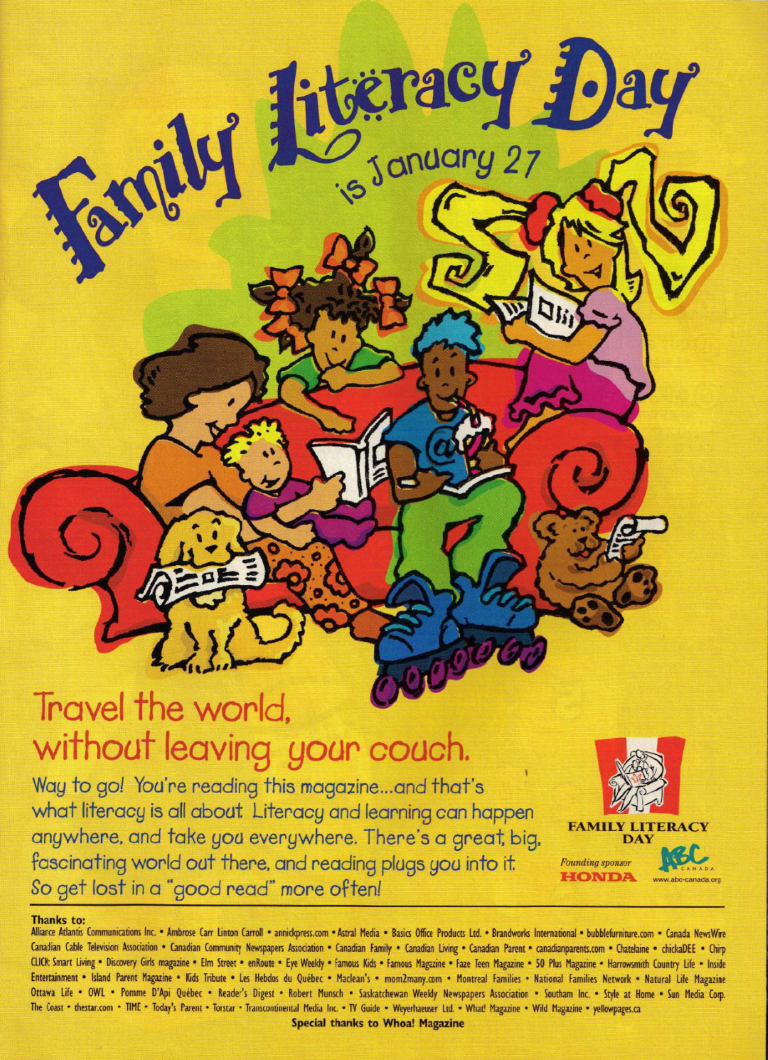 Family Literacy Day
is January 27
@
Travel the world,
without leaving your couch.
Way to go! You're reading this magazine...and that's
what literacy is all about. Literacy and learning can happen
anywhere, and take you everywhere. There's a great, big,
fascinating world out there, and reading plugs you into it.
So get lost in a "good read" more often!
FAMILY LITERACY
DAY
Founding sponsor
HONDA
ABC
CANADA
www.abc-canada.org
Thanks to:
Alliance Atlantis Communications Inc. • Ambrose Carr Linton Carroll • annickpress.com • Astral Media • Basics Office Products Ltd. • Brandworks International • bubblefurniture.com • Canada NewsWire
Canadian Cable Television Association • Canadian Community Newspapers Association • Canadian Family • Canadian Living • Canadian Parent • canadianparents.com • Chatelaine • chickaDEE • Chirp
CLICK: Smart Living • Discovery Girls magazine • Elm Street • enRoute • Eye Weekly • Famous Kids • Famous Magazine • Faze Teen Magazine • 50 Plus Magazine • Harrowsmith Country Life • Inside
Entertainment • Island Parent Magazine • Kids Tribute • Les Hebdos du Québec • Maclean's • mom2many.com • Montreal Families • National Families Network • Natural Life Magazine
Ottawa Life • OWL • Pomme D'Api Québec • Reader's Digest • Robert Munsch • Saskatchewan Weekly Newspapers Association • Southam Inc. • Style at Home • Sun Media Corp.
The Coast • thestar.com • TIME • Today's Parent • Torstar • Transcontinental Media Inc. • TV Guide • Weyerhaeuser Ltd. • What! Magazine • Wild Magazine • yellowpages.ca
Special thanks to Whoa! Magazine